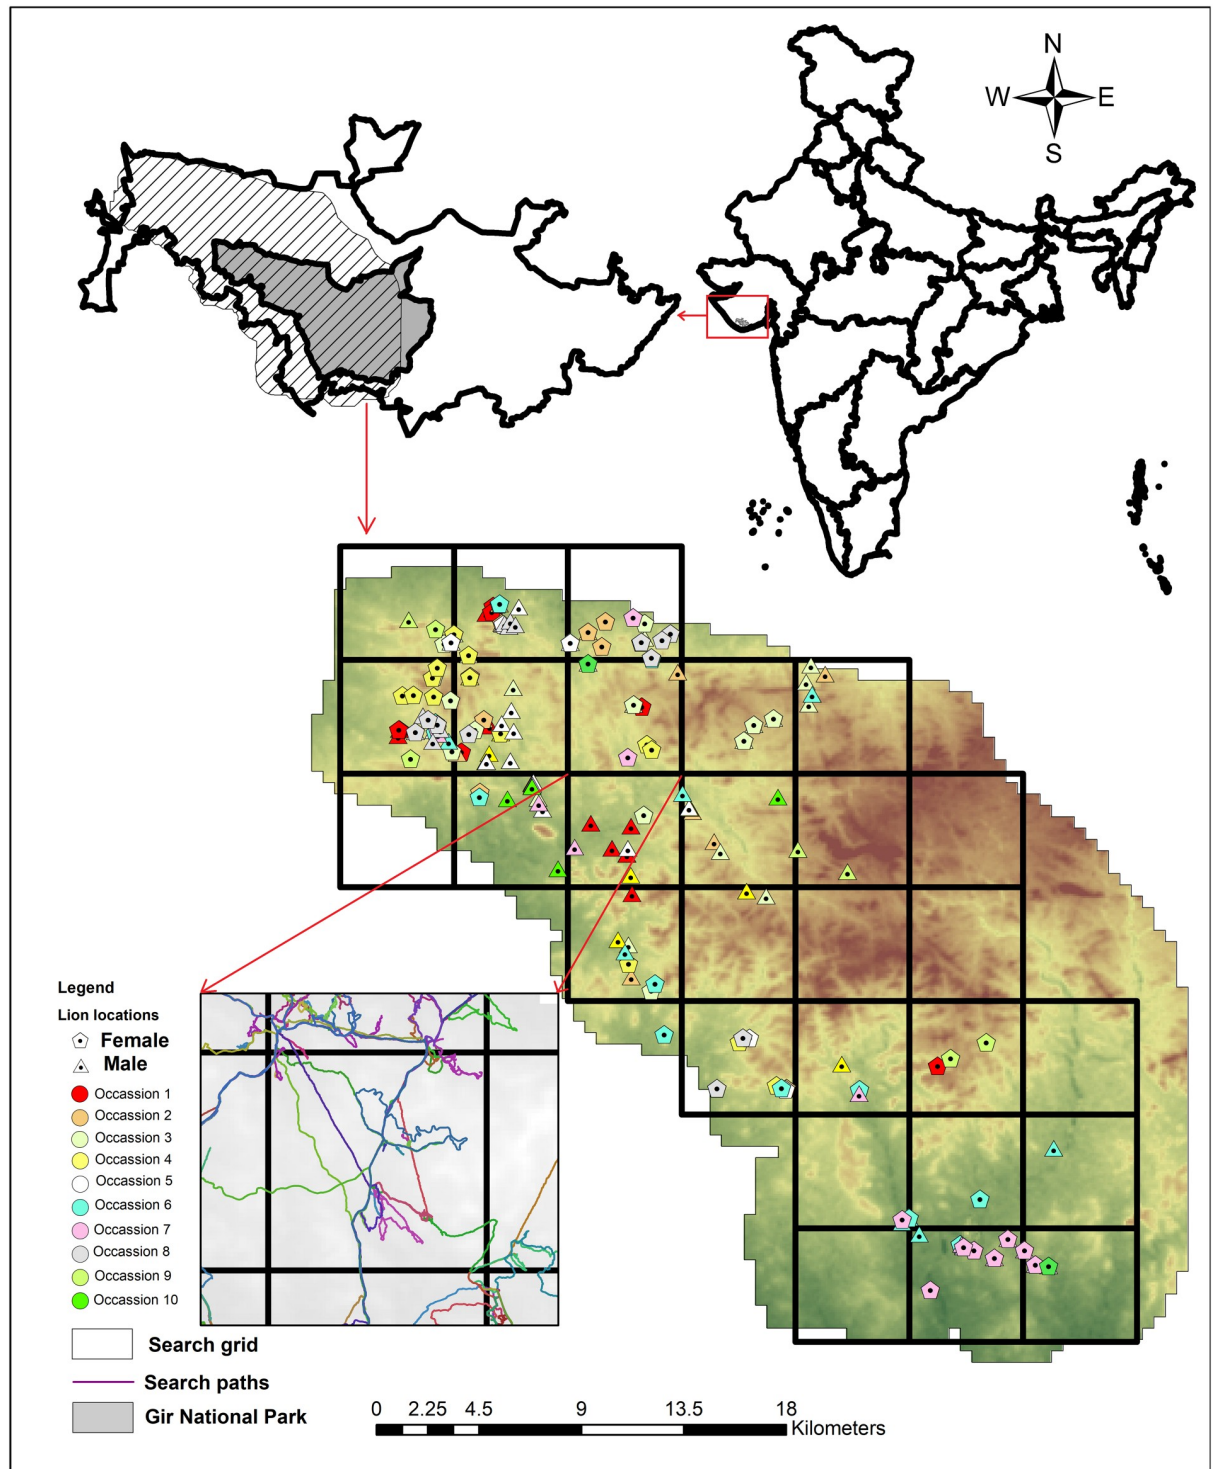 N
W E
S
Legend
Lion locations
Female
Male
Occassion 1
Occassion 2
Occassion 3
Occassion 4
Occassion 5
Occassion 6
Occassion 7
Occassion 8
Occassion 9
Occassion 10
Search grid
Search paths
Gir National Park
0 2.25 4.5 9 13.5 18
Kilometers